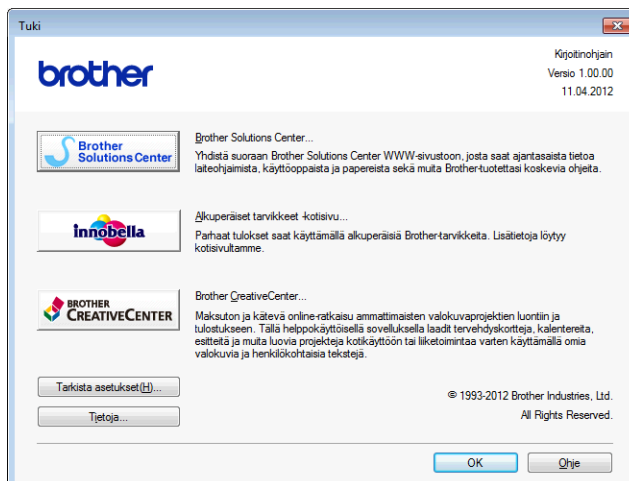 Tuki
brother
Kirjoitinohjain
Versio 1.00.00
11.04.2012
Brother
Solutions Center
Brother Solutions Center...
Yhdistä suoraan Brother Solutions Center WWW-sivustoon, josta saat ajantasaista tietoa
laiteohjaimista, käyttöoppaista ja papereista sekä muita Brother-tuotettasi koskevia ohjeita.
innobella
Alkuperäiset tarvikkeet -kotisivu...
Parhaat tulokset saat käyttämällä alkuperäisiä Brother-tarvikkeita. Lisätietoja löytyy
kotisivultamme.
BROTHER
CREATIVECENTER
Brother CreativeCenter...
Maksuton ja kätevä online-ratkaisu ammattimaisten valokuvaprojektien luontiin ja
tulostukseen. Tällä helppokäyttöisellä sovelluksella laadit tervehdyskortteja, kalentereita,
esitteitä ja muita luovia projekteja kotikäyttöön tai liiketoimintaa varten käyttämällä omia
valokuvia ja henkilökohtaisia tekstejä.
Tarkista asetukset(H)...
Tietoja...
© 1993-2012 Brother Industries, Ltd.
All Rights Reserved.
OK
Ohje